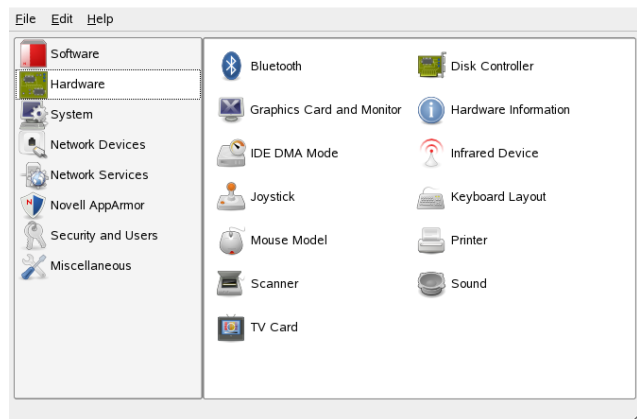 File Edit Help
Software
Hardware
System
Network Devices
Network Services
Novell AppArmor
Security and Users
Miscellaneous
Bluetooth
Disk Controller
Graphics Card and Monitor
Hardware Information
IDE DMA Mode
Infrared Device
Joystick
Keyboard Layout
Mouse Model
Printer
Scanner
Sound
TV Card